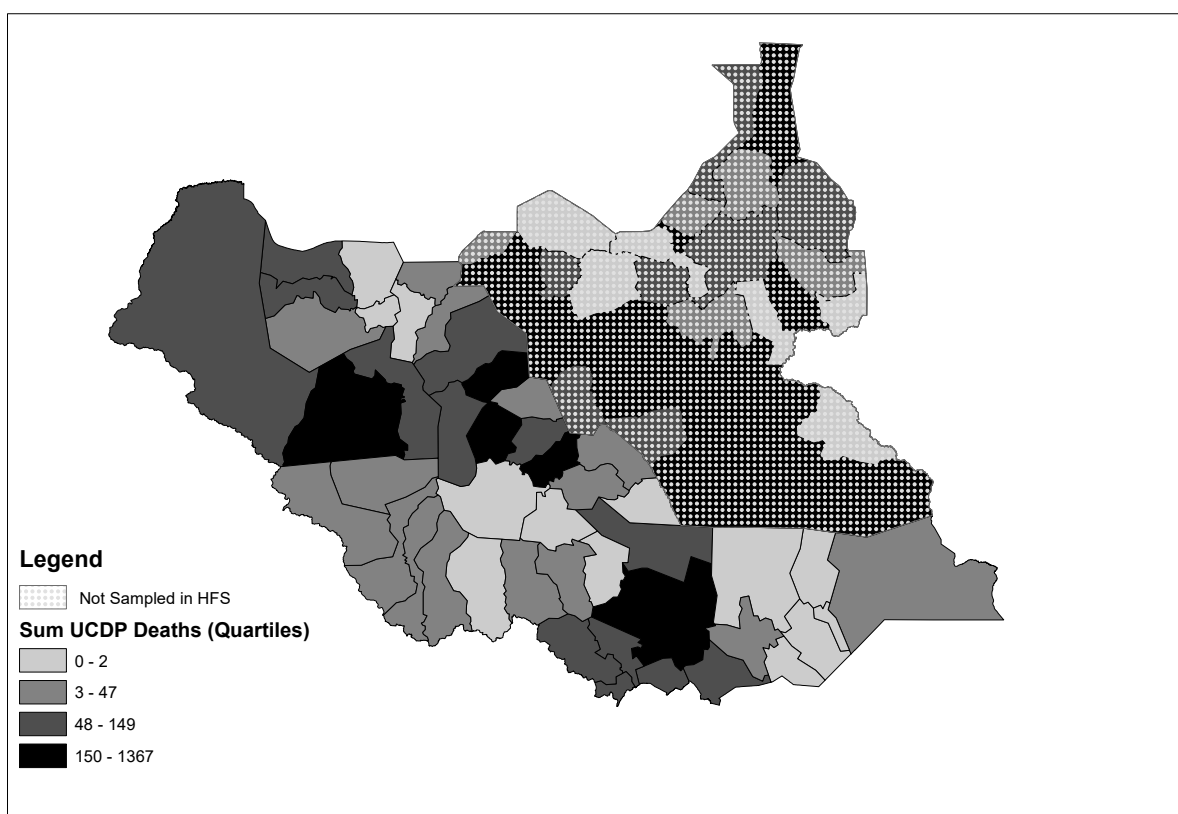 Legend
Not Sampled in HFS
Sum UCDP Deaths (Quartiles)
0 - 2
3 - 47
48 - 149
150 - 1367